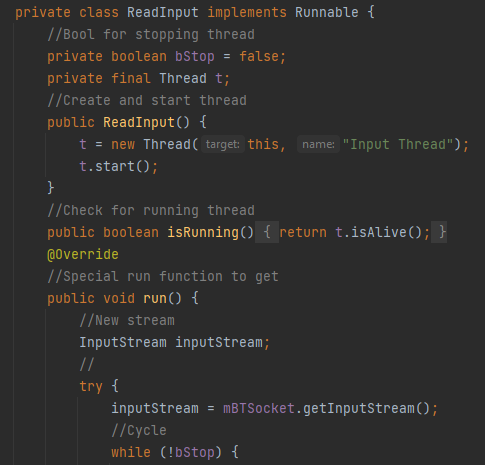 private class ReadInput implements Runnable {
//Bool for stopping thread
private boolean bStop = false;
private final Thread t;
//Create and start thread
public ReadInput() {
t = new Thread( target: this, name: "Input Thread");
t.start();
}
//Check for running thread
public boolean isRunning() { return t.isAlive(); }
@Override
//Special run function to get
public void run() {
//New stream
InputStream inputStream;
//
try {
inputStream = mBTSocket.getInputStream();
//Cycle
while (!bStop) {